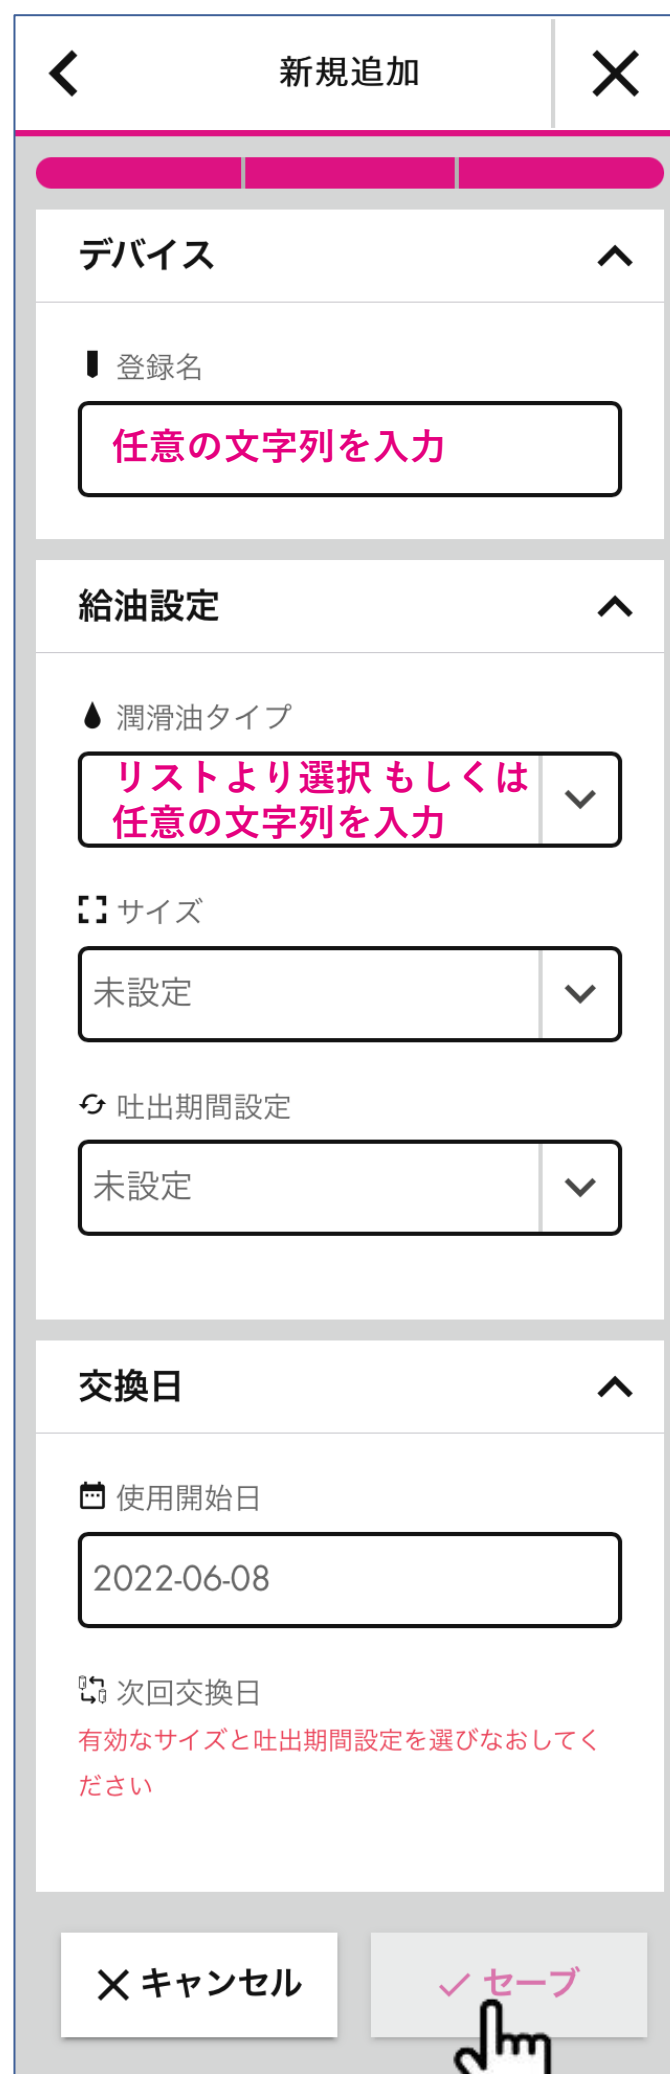 新規追加
デバイス
登録名
任意の文字列を入力
給油設定
潤滑油タイプ
リストより選択 もしくは
任意の文字列を入力
サイズ
未設定
吐出期間設定
未設定
交換日
使用開始日
2022-06-08
次回交換日
有効なサイズと吐出期間設定を選びなおしてく
ださい
キャンセル
セーブ